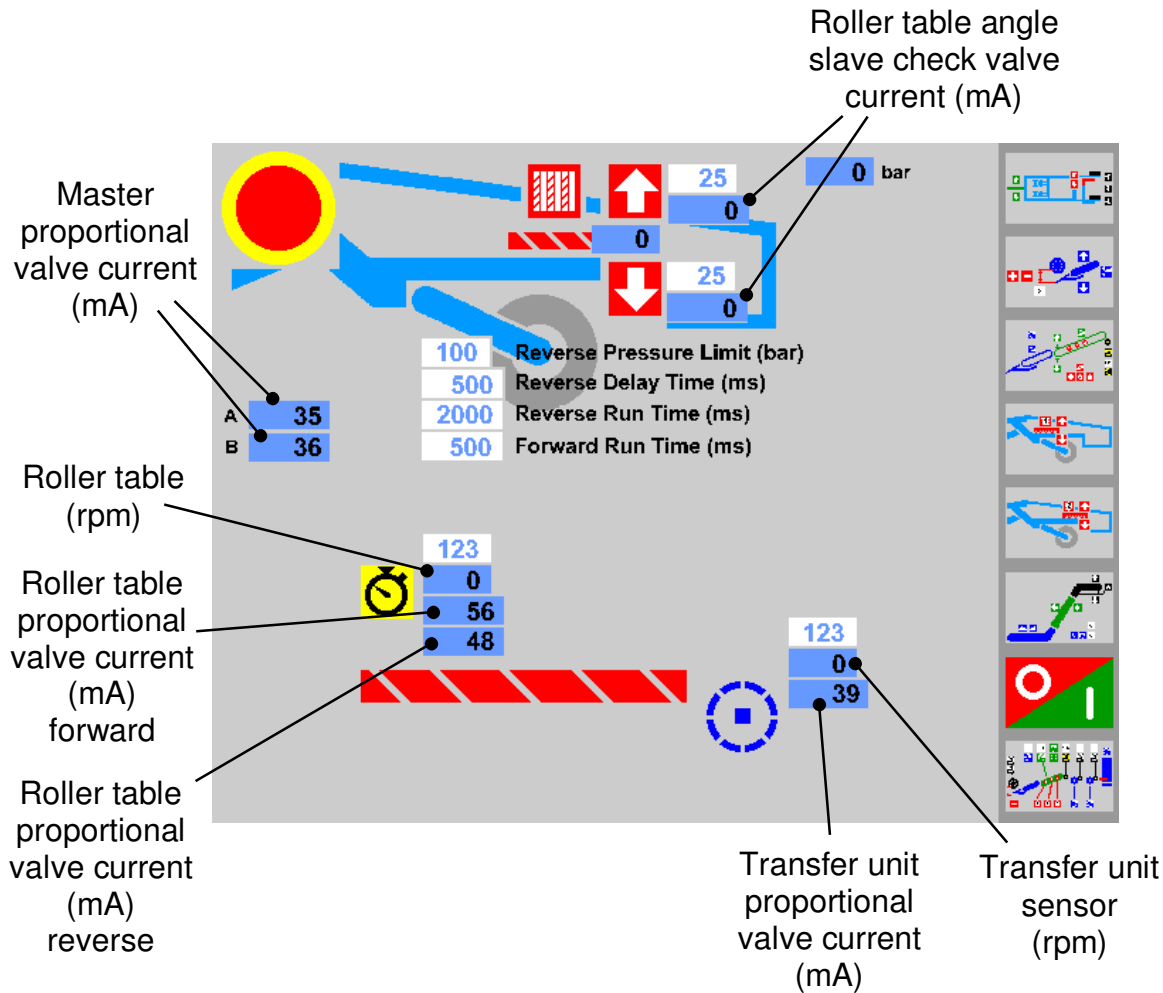 Roller table angle
slave check valve
current (mA)
Master
proportional
valve current
(mA)
25
0
0 bar
0
25
0
100 Reverse Pressure Limit (bar)
500 Reverse Delay Time (ms)
2000 Reverse Run Time (ms)
500 Forward Run Time (ms)
A 35
B 36
Roller table
(rpm)
123
0
56
48
Roller table
proportional
valve current
(mA)
forward
123
0
39
Roller table
proportional
valve current
(mA)
reverse
Transfer unit
proportional
valve current
(mA)
Transfer unit
sensor
(rpm)